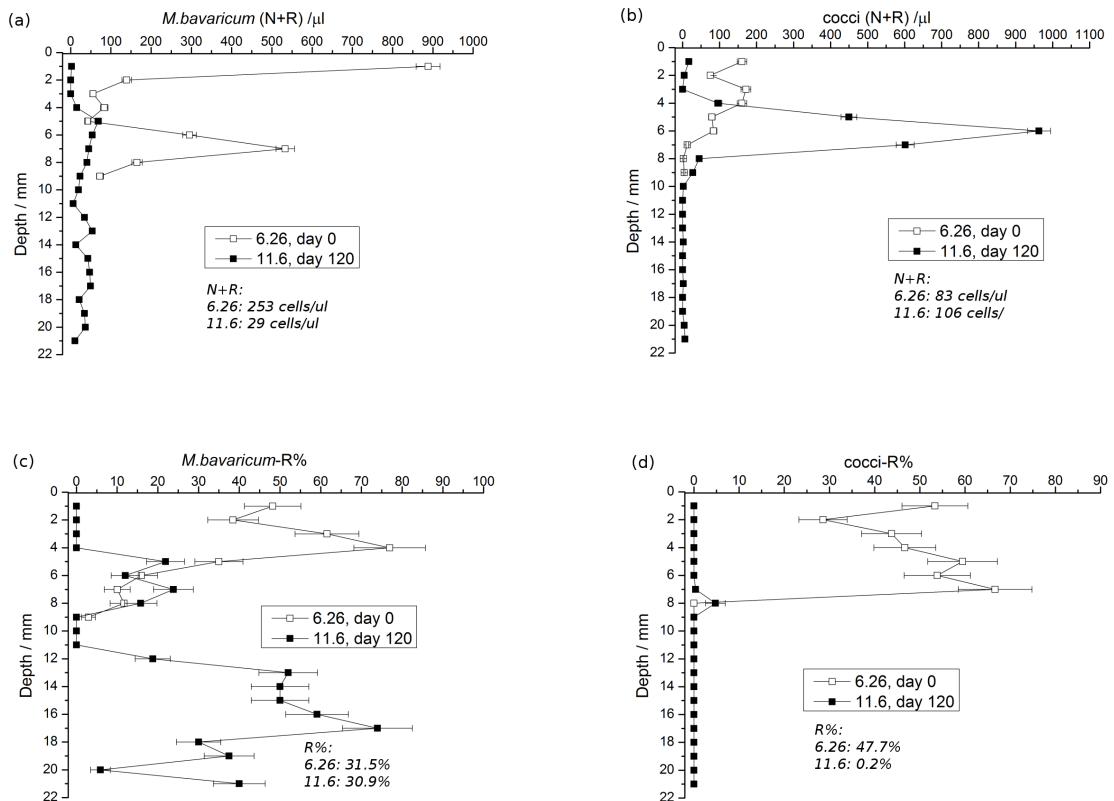 (a)
M.bavaricum (N+R) /μl
0 100 200 300 400 500 600 700 800 900 1000
0
2
4
6
8
10
12
14
16
18
20
22
Depth / mm
6.26, day 0
11.6, day 120
N+R:
6.26: 253 cells/ul
11.6: 29 cells/ul
(b)
cocci (N+R) /μl
0 100 200 300 400 500 600 700 800 900 1000 1100
0
2
4
6
8
10
12
14
16
18
20
22
Depth / mm
6.26, day 0
11.6, day 120
N+R:
6.26: 83 cells/ul
11.6: 106 cells/
(c)
M.bavaricum-R%
0 10 20 30 40 50 60 70 80 90 100
0
2
4
6
8
10
12
14
16
18
20
22
Depth / mm
6.26, day 0
11.6, day 120
R%:
6.26: 31.5%
11.6: 30.9%
(d)
cocci-R%
0 10 20 30 40 50 60 70 80 90
0
2
4
6
8
10
12
14
16
18
20
22
Depth / mm
6.26, day 0
11.6, day 120
R%:
6.26: 47.7%
11.6: 0.2%